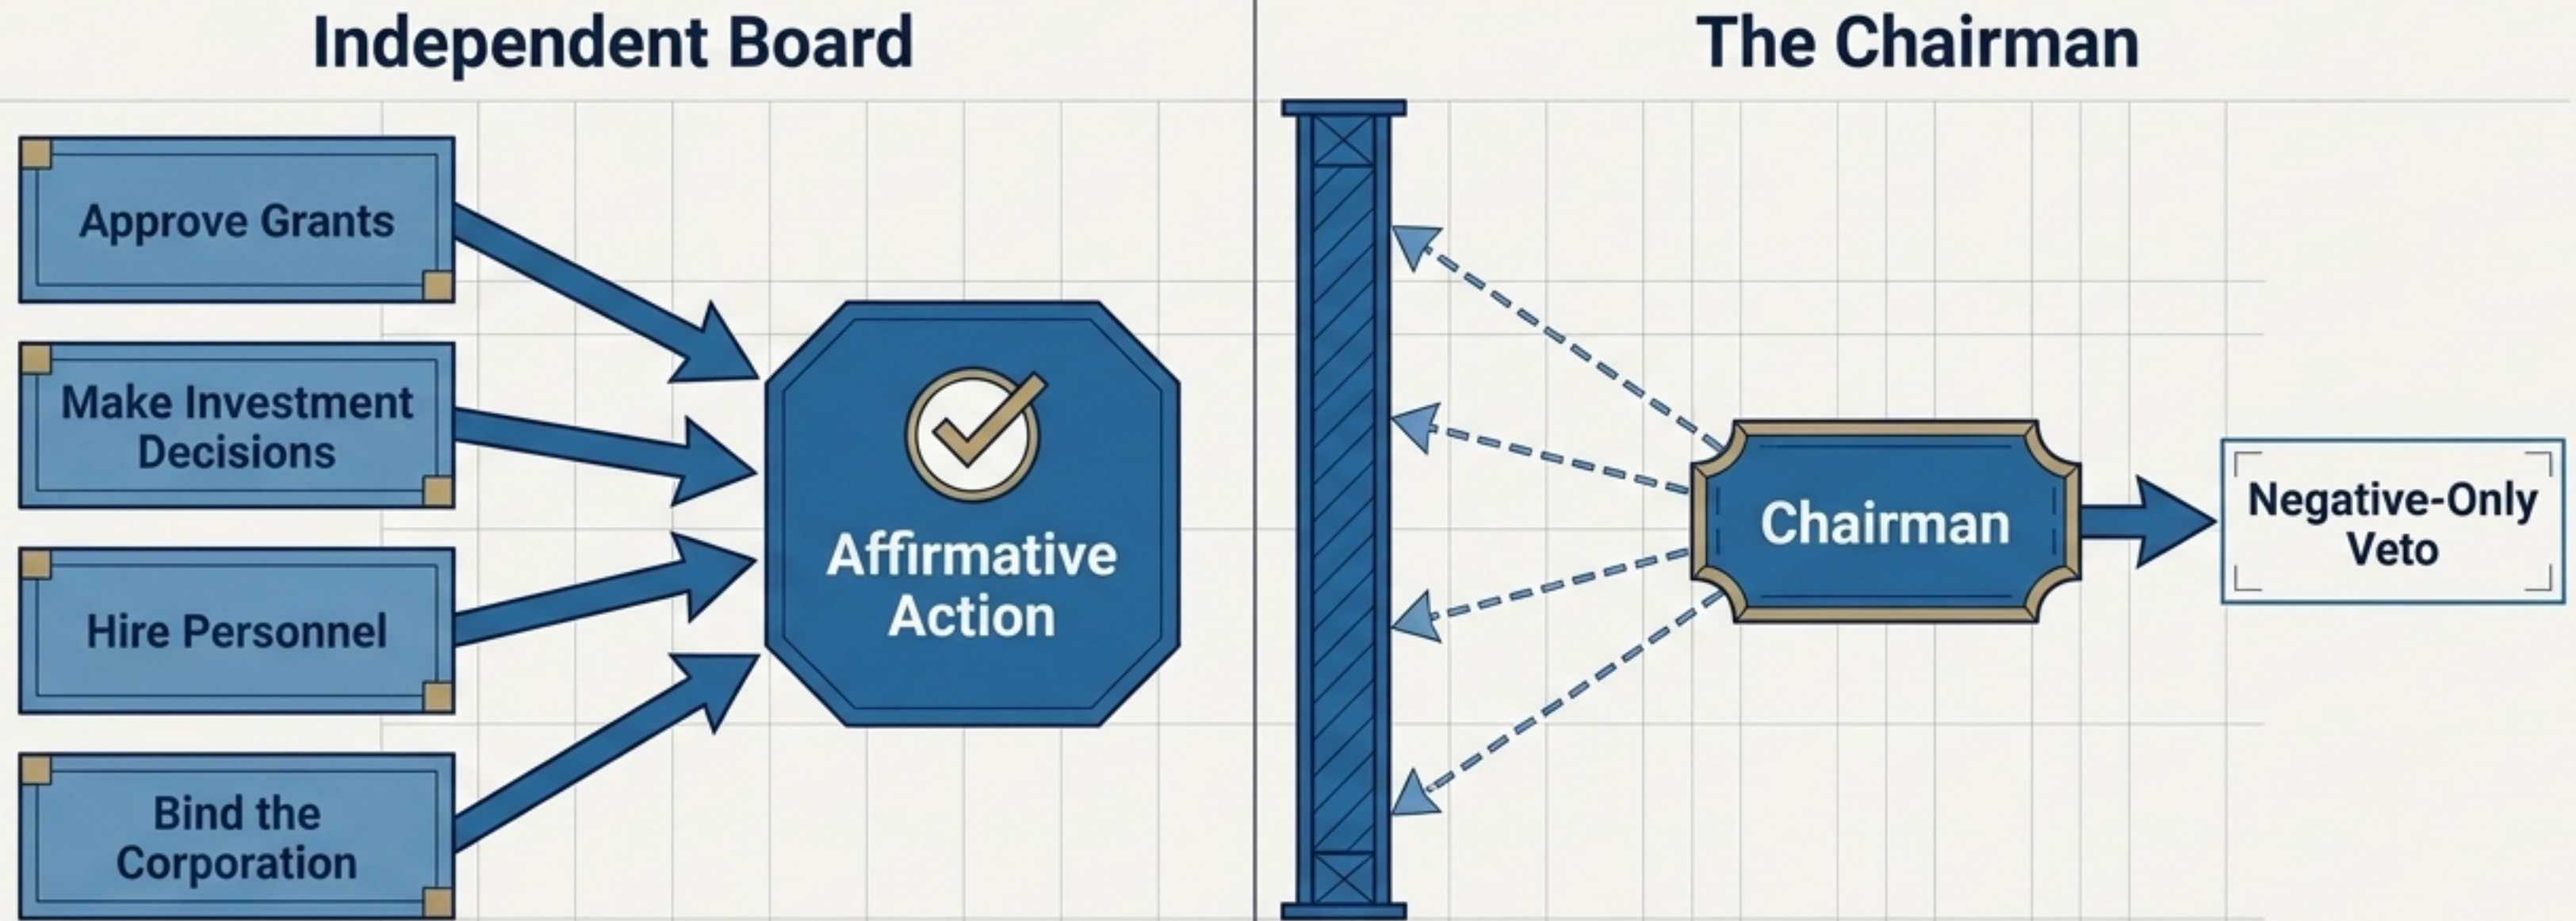 Independent Board
Approve Grants
Make Investment
Decisions
Hire Personnel
Bind the
Corporation
Affirmative
Action
The Chairman
Chairman
Negative-Only
Veto